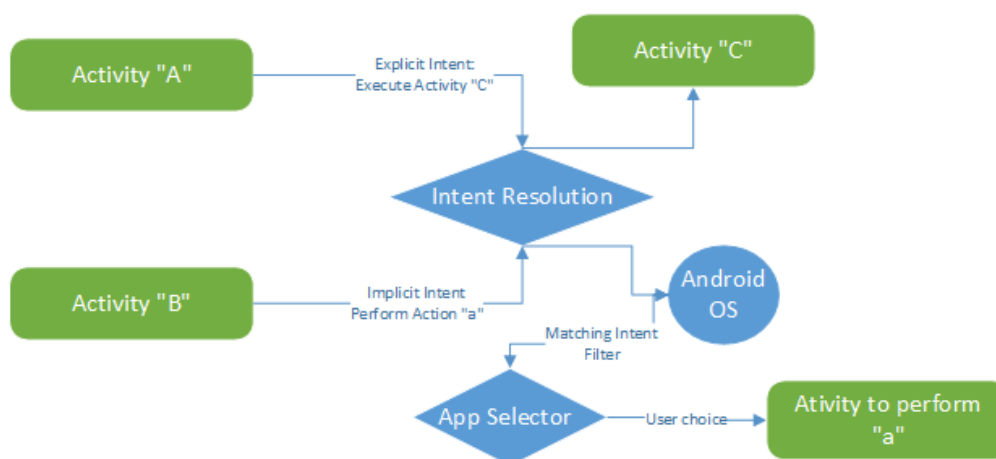 Activity "A"
Explicit Intent:
Execute Activity "C"
Activity "C"
Intent Resolution
Activity "B"
Implicit Intent
Perform Action "a"
Android
OS
Matching Intent
Filter
App Selector
User choice
Ativity to perform
"a"